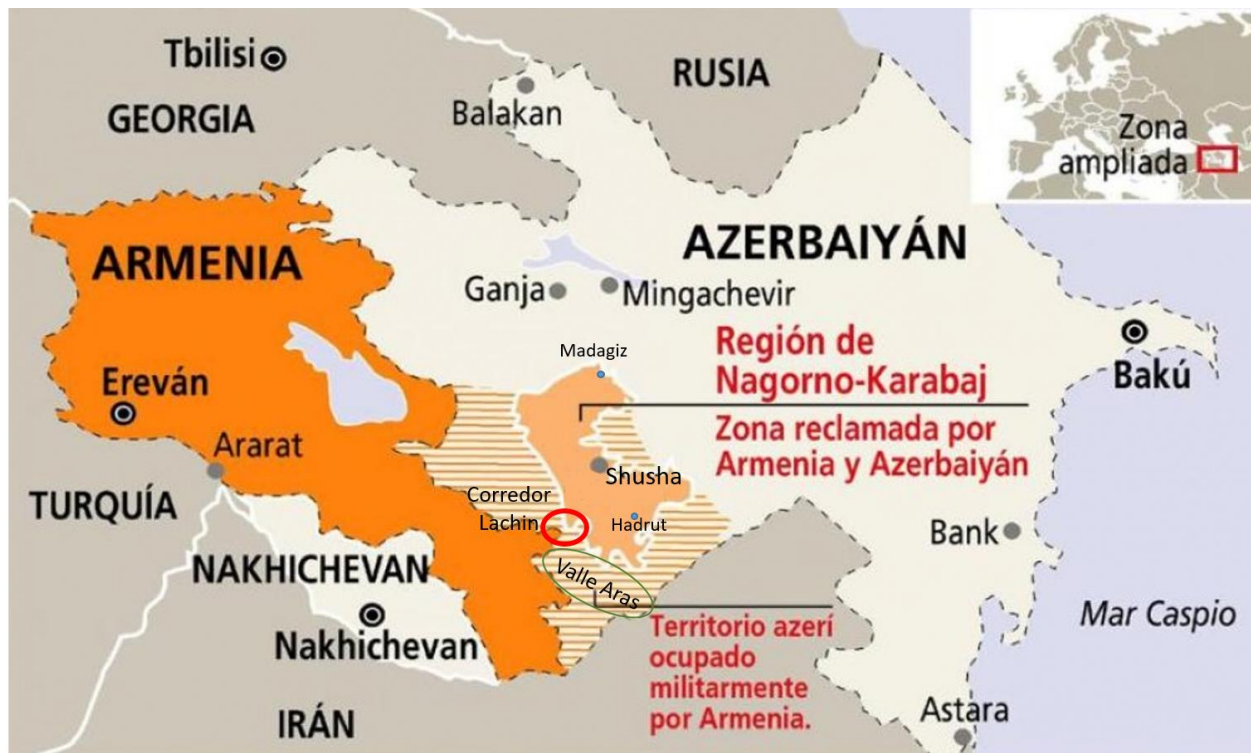 Tbilisi
GEORGIA
Balakan
RUSIA
Zona
ampliada
ARMENIA
AZERBAIYÁN
Ganja
Mingachevir
Madagiz
Región de
Nagorno-Karabaj
Bakú
Ereván
Ararat
Zona reclamada por
Armenia y Azerbaiyán
Shusha
TURQUÍA
Corredor
Lachin
Hadrut
Bank
NAKHICHEVAN
Valle Aras
Nakhichevan
Mar Caspio
Territorio azerí
ocupado
militarmente
por Armenia.
IRÁN
Astara